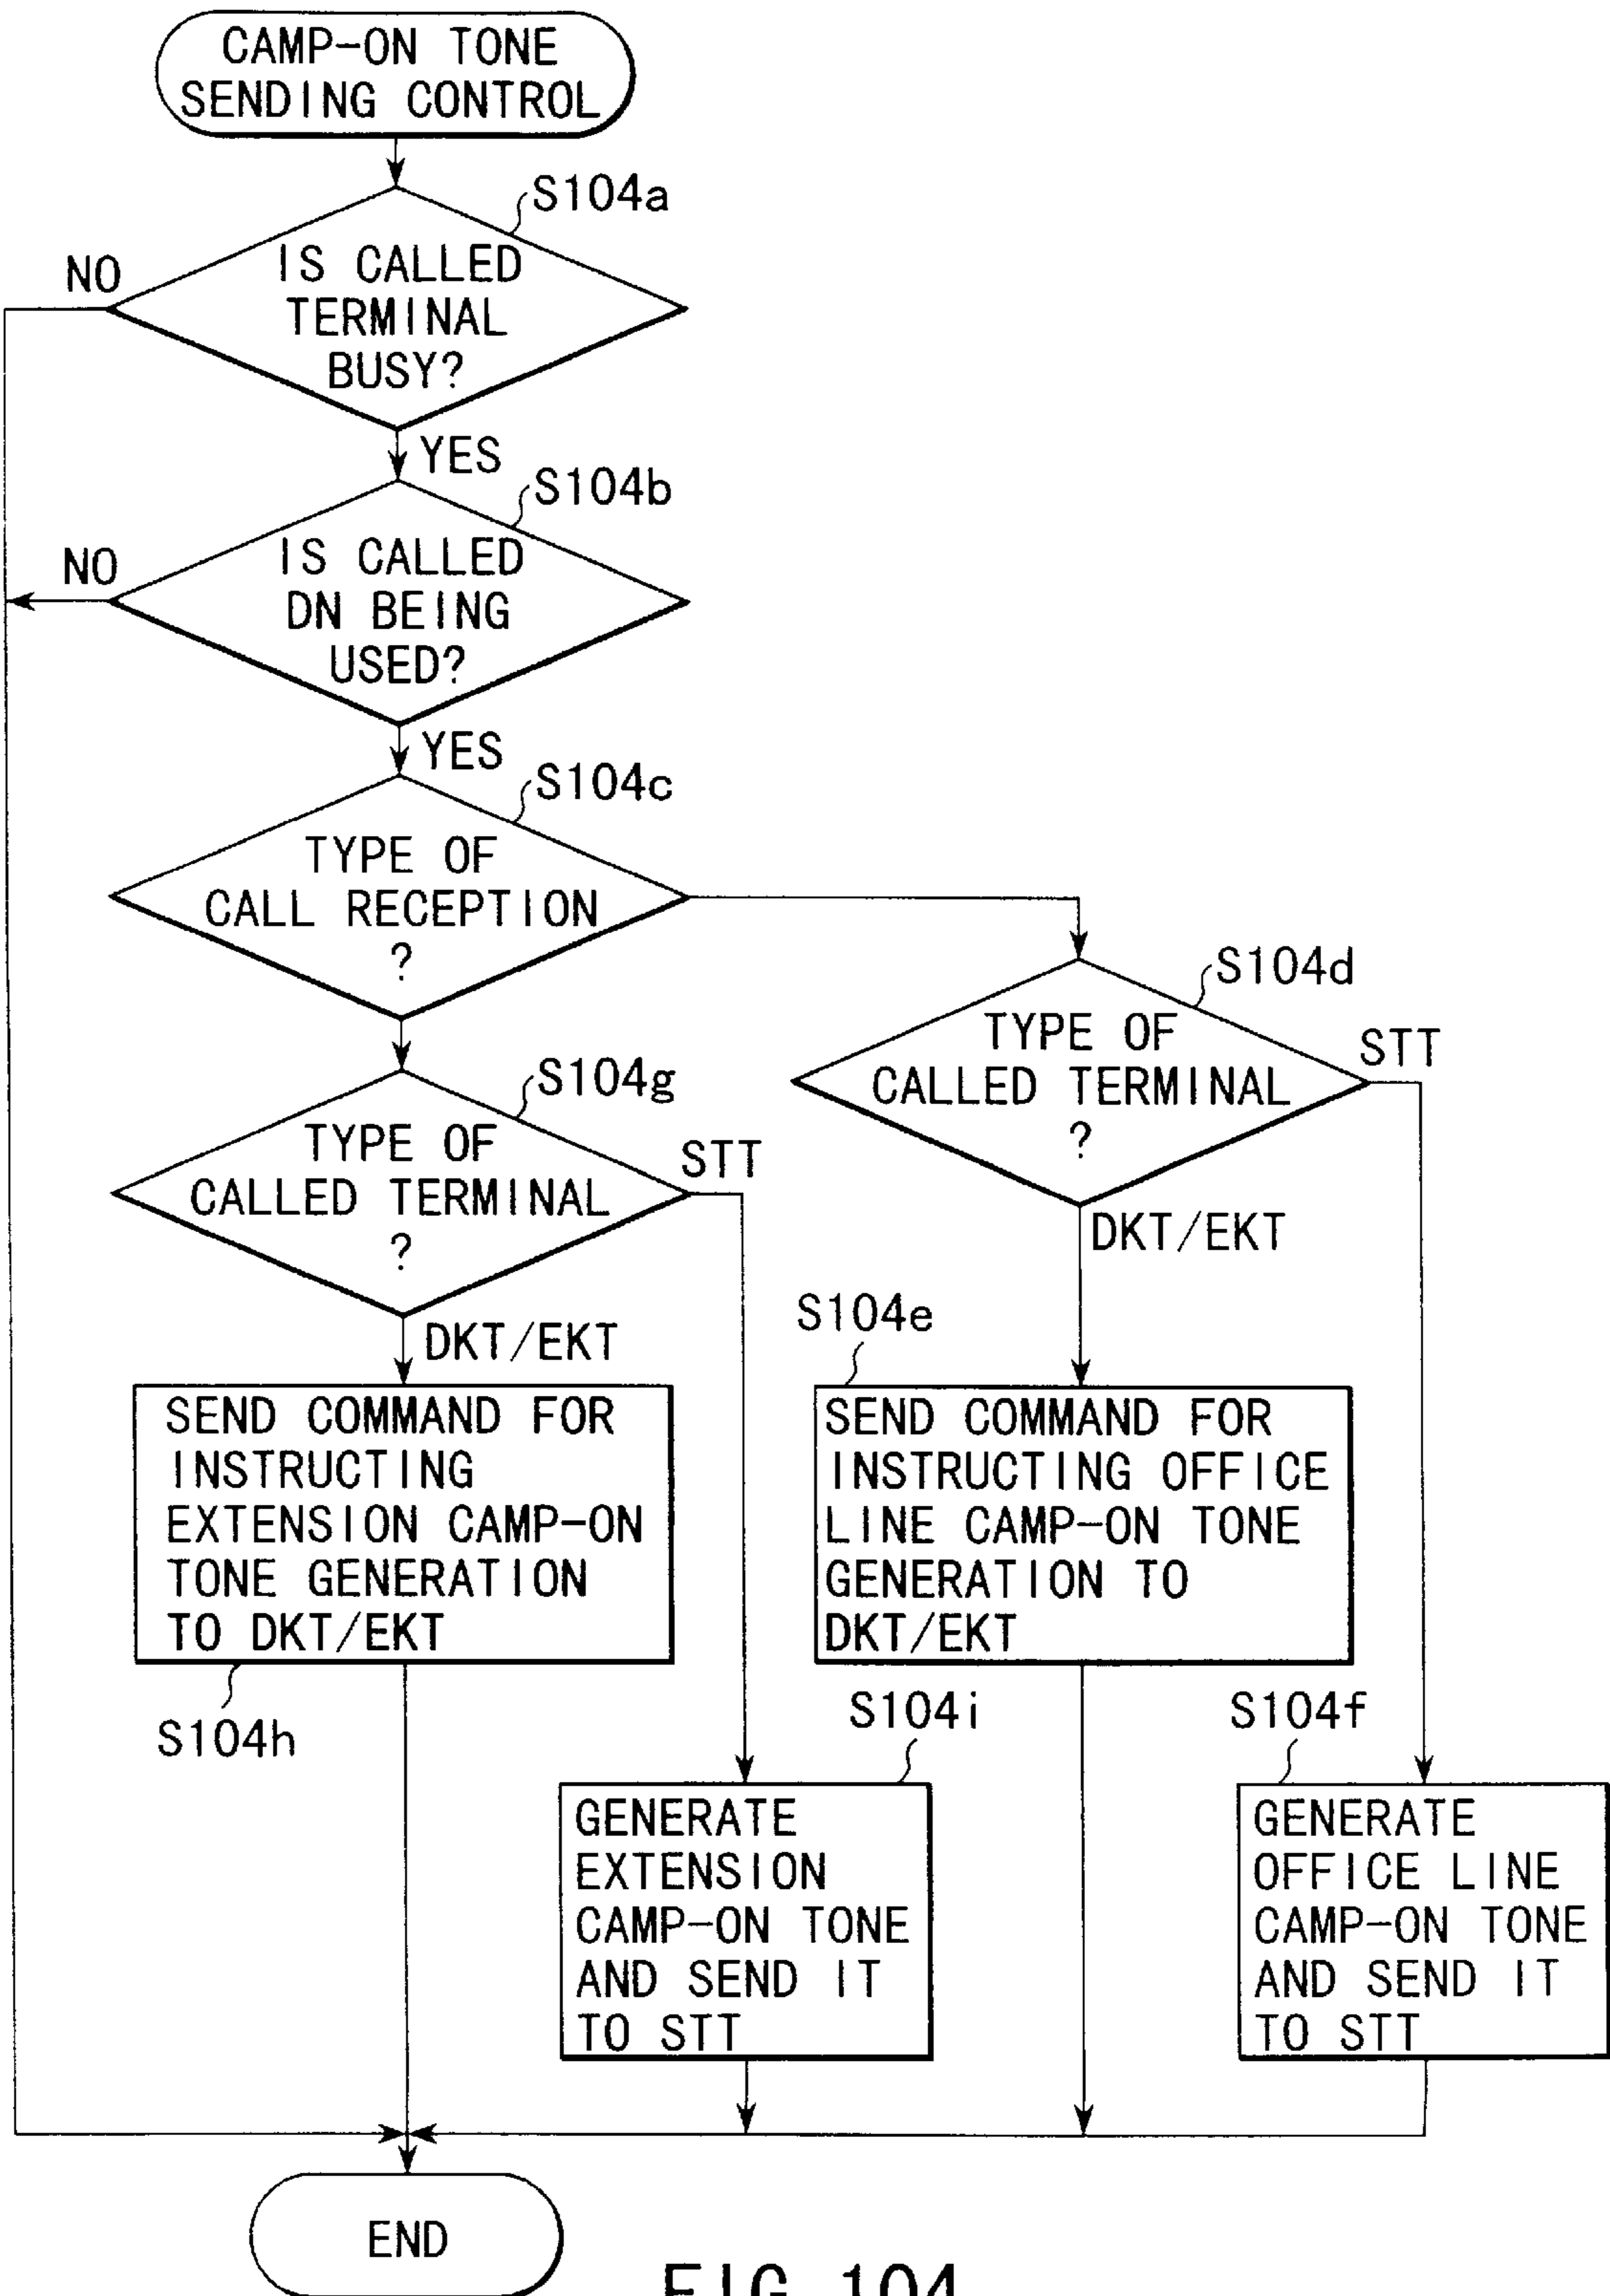 CAMP-ON TONE
SENDING CONTROL
S104a
NO
IS CALLED
TERMINAL
BUSY?
YES
S104b
NO
IS CALLED
DN BEING
USED?
YES
S104c
TYPE OF
CALL RECEPTION
?
S104d
TYPE OF
CALLED TERMINAL
?
STT
S104g
TYPE OF
CALLED TERMINAL
?
STT
DKT/EKT
DKT/EKT
S104e
SEND COMMAND FOR
INSTRUCTING
EXTENSION CAMP-ON
TONE GENERATION
TO DKT/EKT
SEND COMMAND FOR
INSTRUCTING OFFICE
LINE CAMP-ON TONE
GENERATION TO
DKT/EKT
S104h
S104i
S104f
GENERATE
EXTENSION
CAMP-ON TONE
AND SEND IT
TO STT
GENERATE
OFFICE LINE
CAMP-ON TONE
AND SEND IT
TO STT
END
FIG. 104